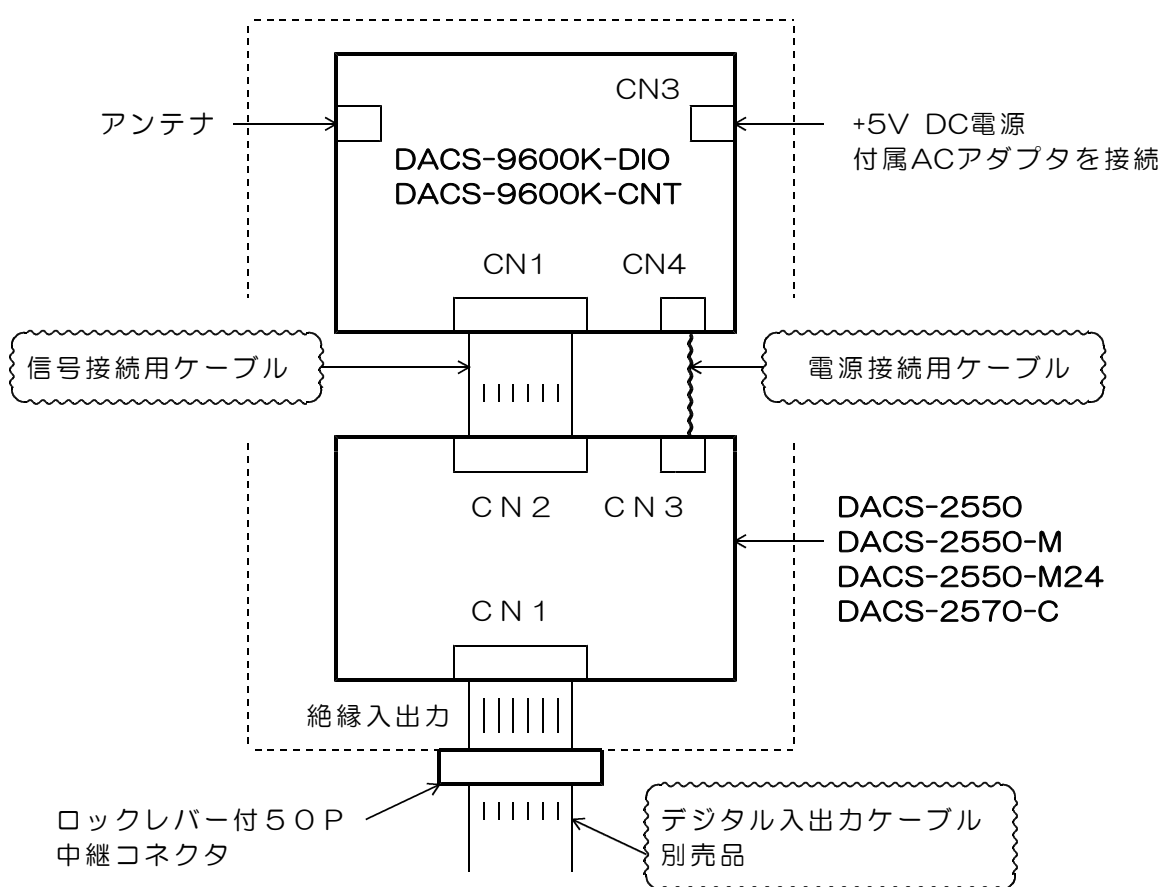 CN3
アンテナ
+5V DC電源
付属ACアダプタを接続
DACS-9600K-DIO
DACS-9600K-CNT
CN1
CN4
信号接続用ケーブル
電源接続用ケーブル
ＣＮ２
ＣＮ３
DACS-2550
DACS-2550-M
DACS-2550-M24
DACS-2570-C
ＣＮ１
絶縁入出力
ロックレバー付５０Ｐ
中継コネクタ
デジタル入出力ケーブル
別売品